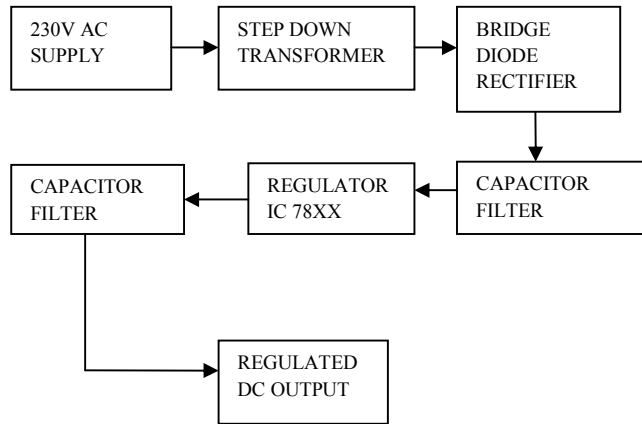 230V AC
SUPPLY
STEP DOWN
TRANSFORMER
BRIDGE
DIODE
RECTIFIER
CAPACITOR
FILTER
REGULATOR
IC 78XX
CAPACITOR
FILTER
REGULATED
DC OUTPUT